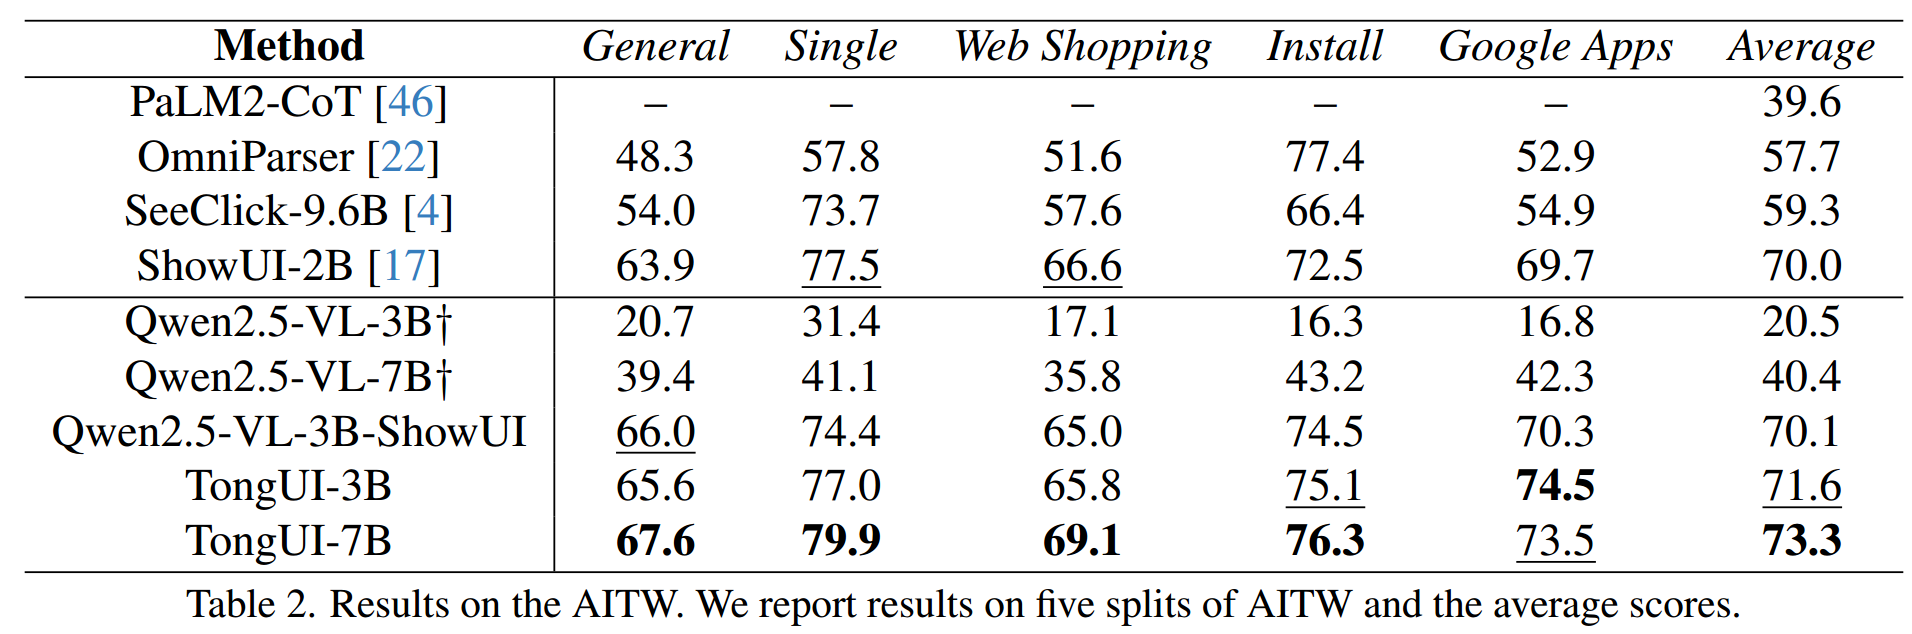 Method General Single Web Shopping Install Google Apps Average
PaLM2-CoT [46] – – – – – 39.6
OmniParser [22] 48.3 57.8 51.6 77.4 52.9 57.7
SeeClick-9.6B [4] 54.0 73.7 57.6 66.4 54.9 59.3
ShowUI-2B [17] 63.9 77.5 66.6 72.5 69.7 70.0
Qwen2.5-VL-3B† 20.7 31.4 17.1 16.3 16.8 20.5
Qwen2.5-VL-7B† 39.4 41.1 35.8 43.2 42.3 40.4
Qwen2.5-VL-3B-ShowUI 66.0 74.4 65.0 74.5 70.3 70.1
TongUI-3B 65.6 77.0 65.8 75.1 74.5 71.6
TongUI-7B 67.6 79.9 69.1 76.3 73.5 73.3
Table 2. Results on the AITW. We report results on five splits of AITW and the average scores.